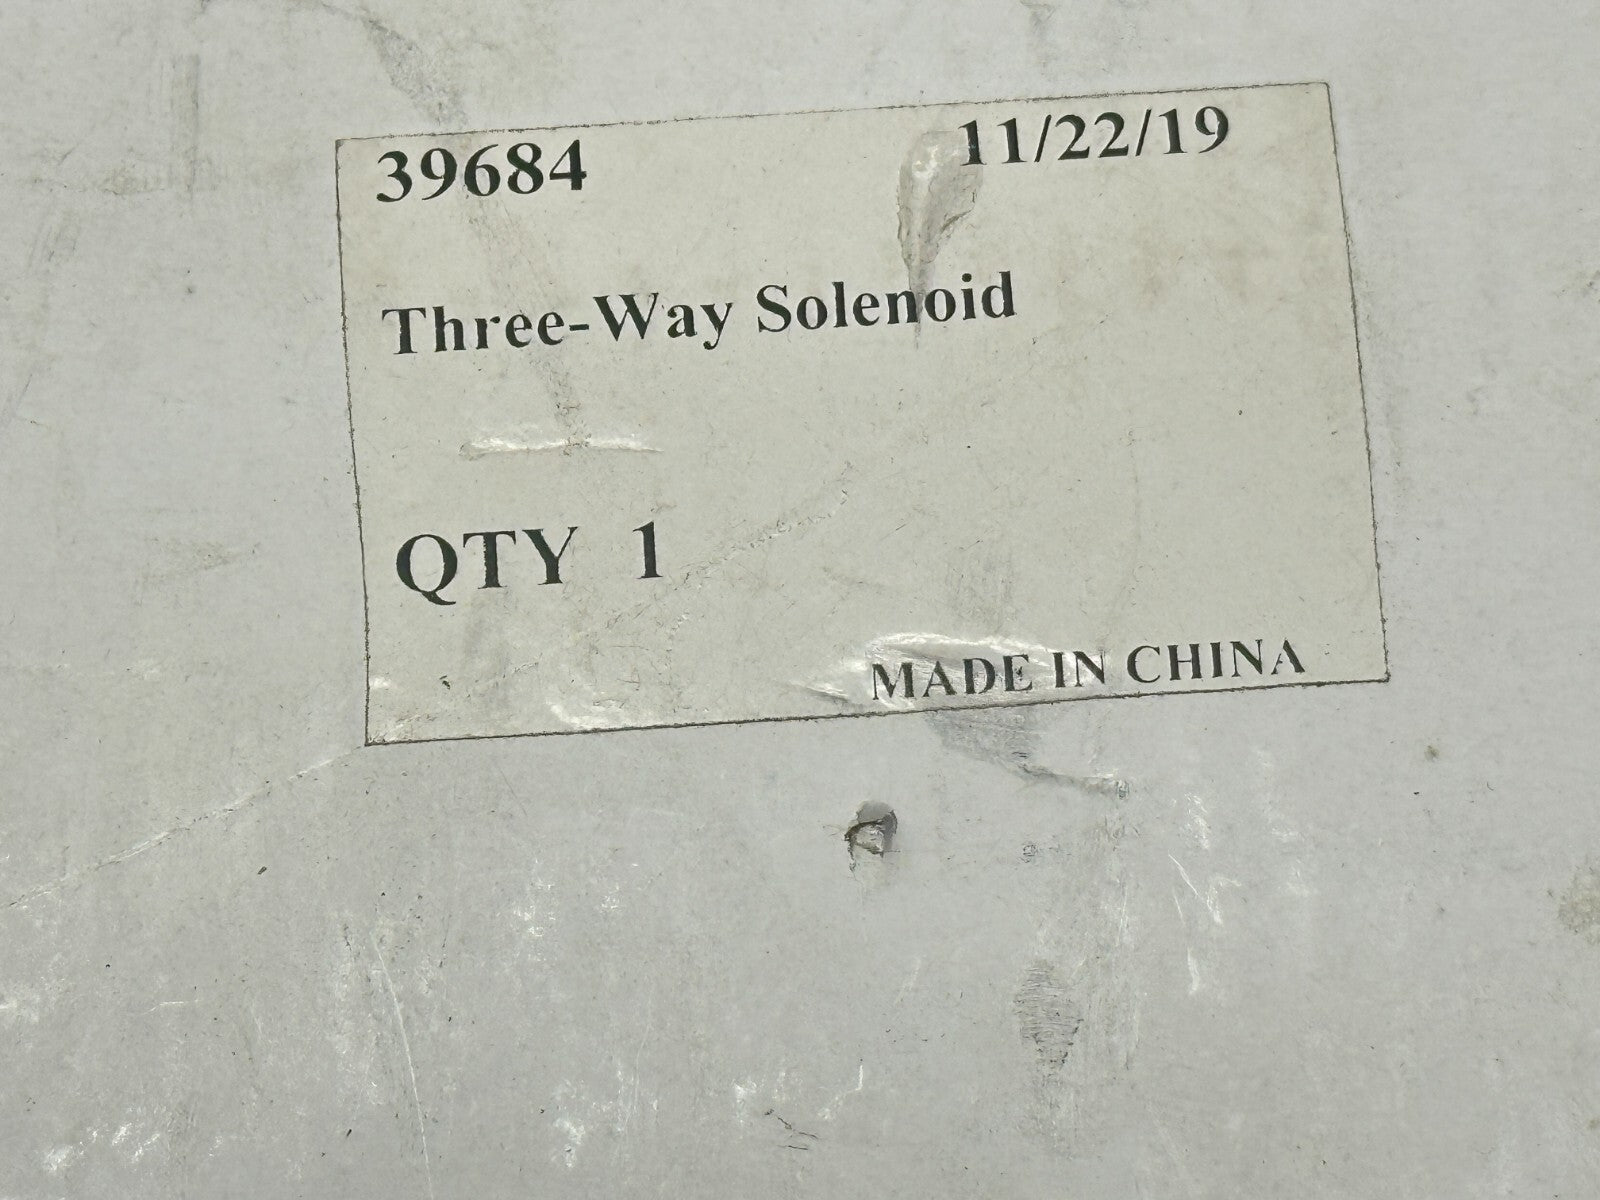 39684 11/22/19
Three-Way Solenoid
QTY 1
MADE IN CHINA